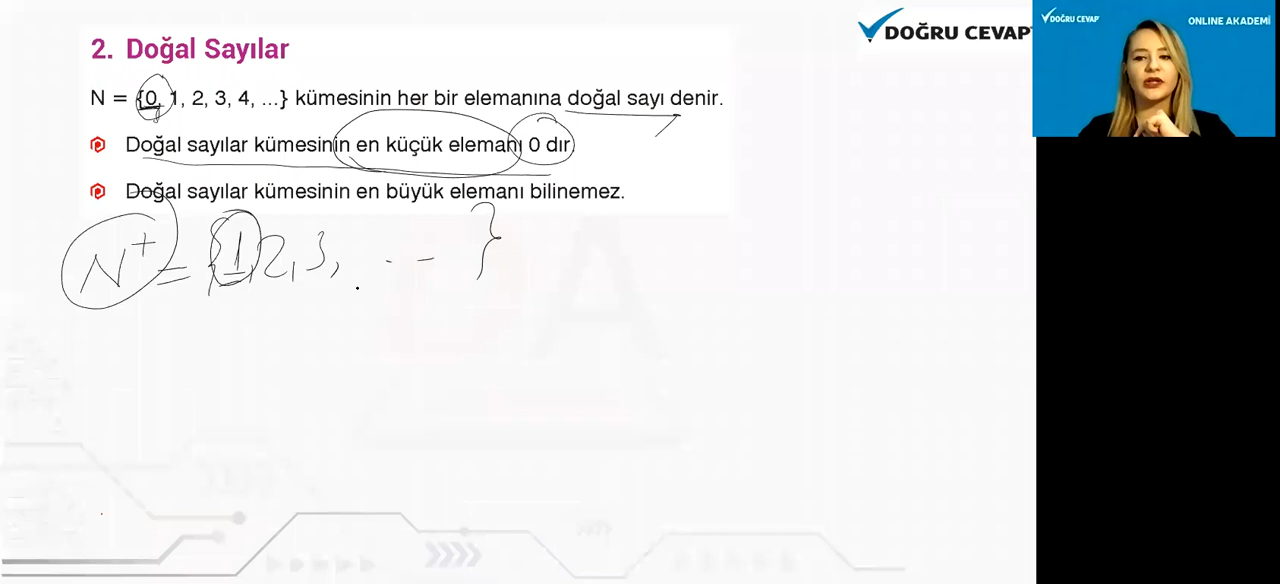 DOĞRU CEVAP
DOĞRU CEVAP
ONLINE AKADEMİ
2. Doğal Sayılar
N = {0, 1, 2, 3, 4, ...} kümesinin her bir elemanına doğal sayı denir.
Doğal sayılar kümesinin en küçük elemanı 0 dır
Doğal sayılar kümesinin en büyük elemanı bilinemez.
N⁺ = {1, 2, 3, ... }